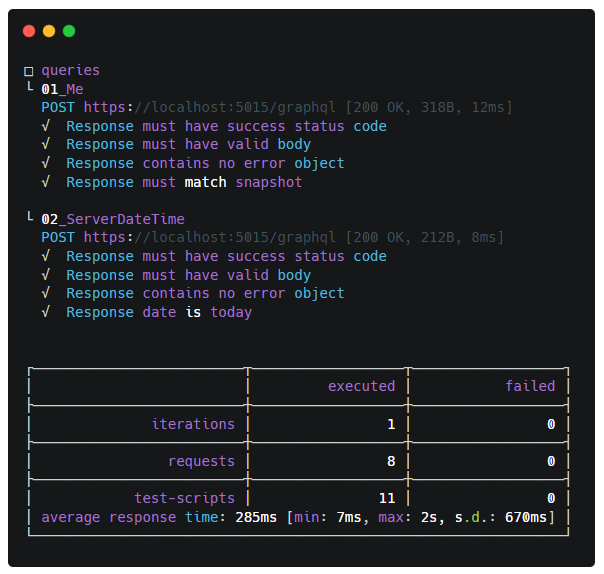 □ queries
└ 01_Me
POST https://localhost:5015/graphql [200 OK, 318B, 12ms]
√ Response must have success status code
√ Response must have valid body
√ Response contains no error object
√ Response must match snapshot
└ 02_ServerDateTime
POST https://localhost:5015/graphql [200 OK, 212B, 8ms]
√ Response must have success status code
√ Response must have valid body
√ Response contains no error object
√ Response date is today
executed failed
iterations 1 0
requests 8 0
test-scripts 11 0
average response time: 285ms [min: 7ms, max: 2s, s.d.: 670ms]